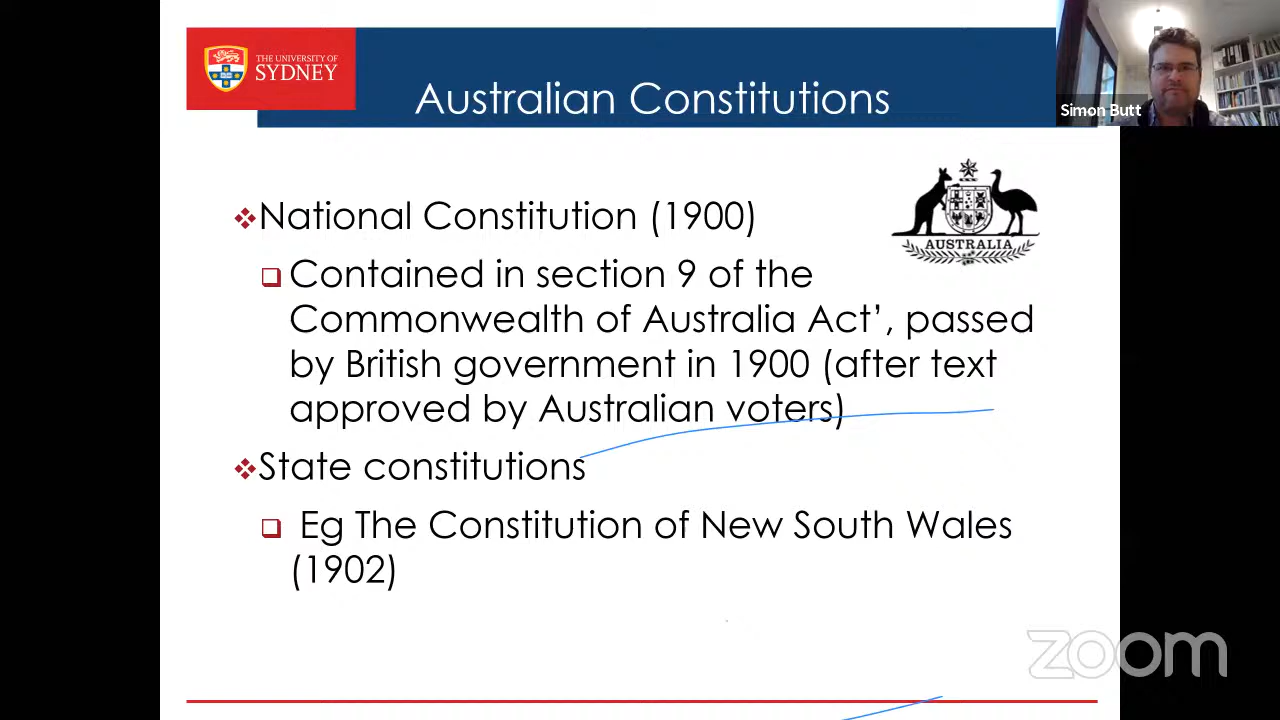 THE UNIVERSITY OF
SYDNEY
Australian Constitutions
Simon Butt
National Constitution (1900)
AUSTRALIA
Contained in section 9 of the
Commonwealth of Australia Act’, passed
by British government in 1900 (after text
approved by Australian voters)
State constitutions
Eg The Constitution of New South Wales
(1902)
zoom